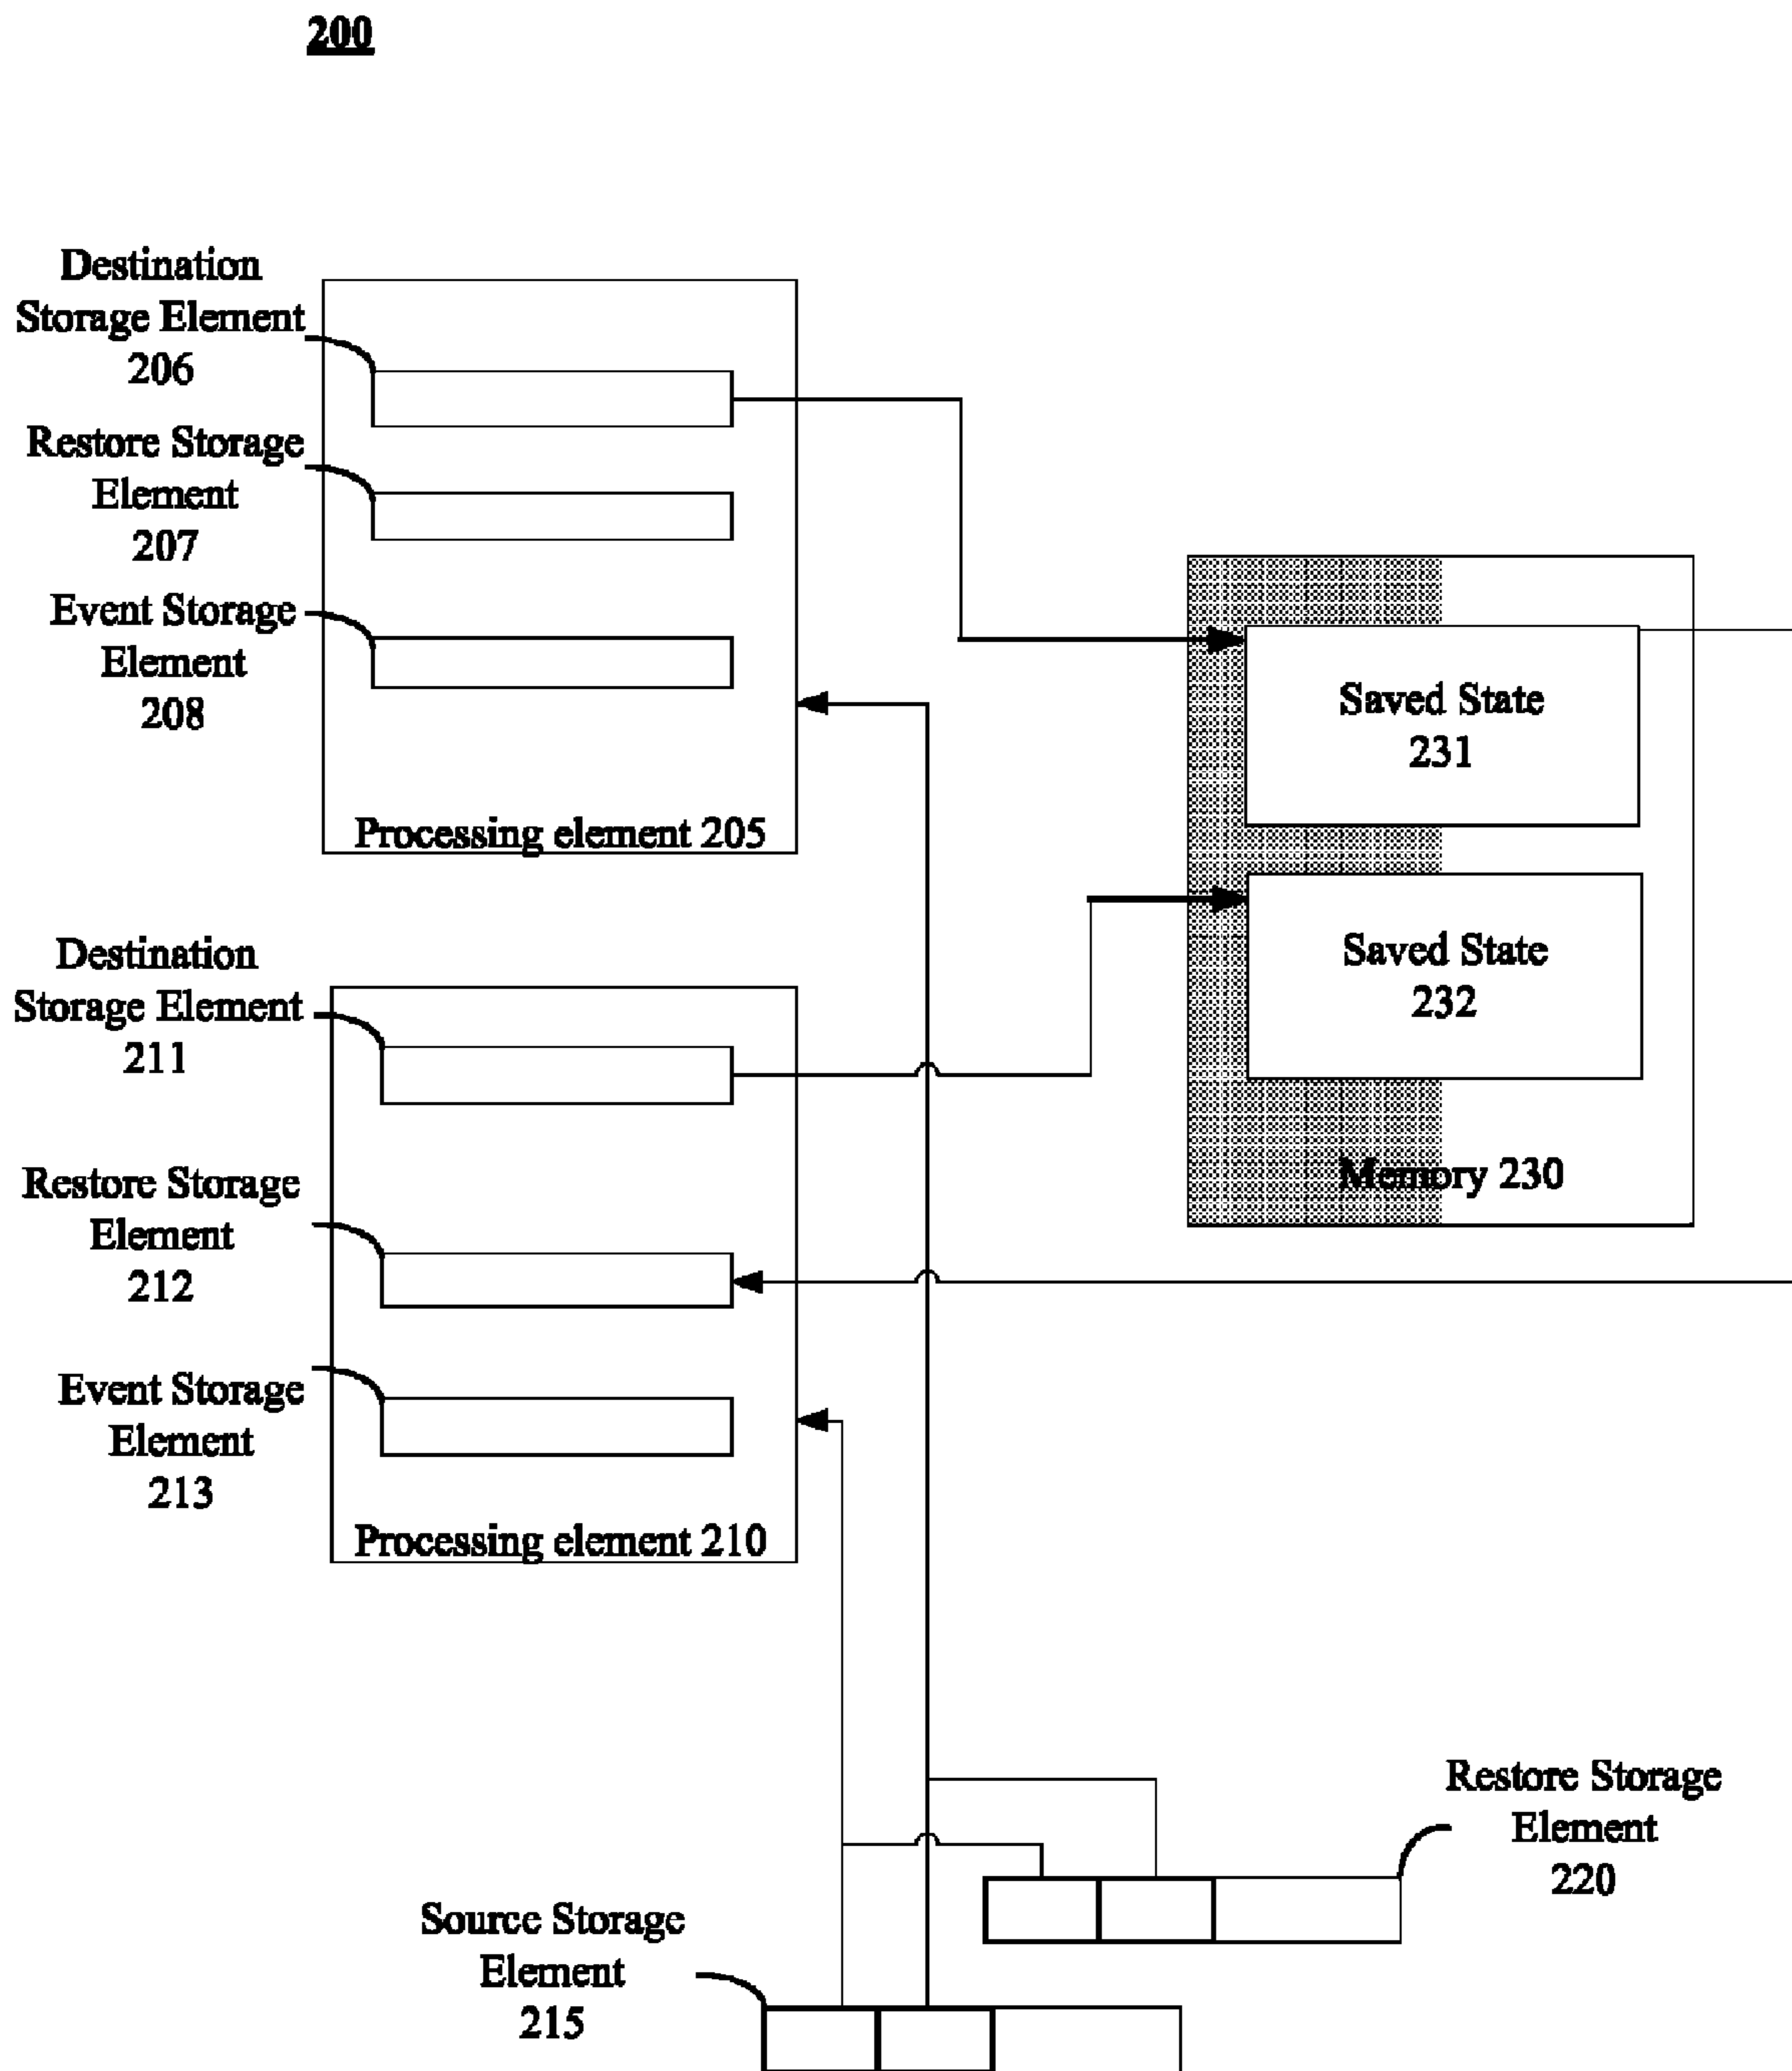 200
Destination
Storage Element
206
Restore Storage
Element
207
Event Storage
Element
208
Processing element 205
Saved State
231
Saved State
232
Memory 230
Destination
Storage Element
211
Restore Storage
Element
212
Event Storage
Element
213
Processing element 210
Restore Storage
Element
220
Source Storage
Element
215